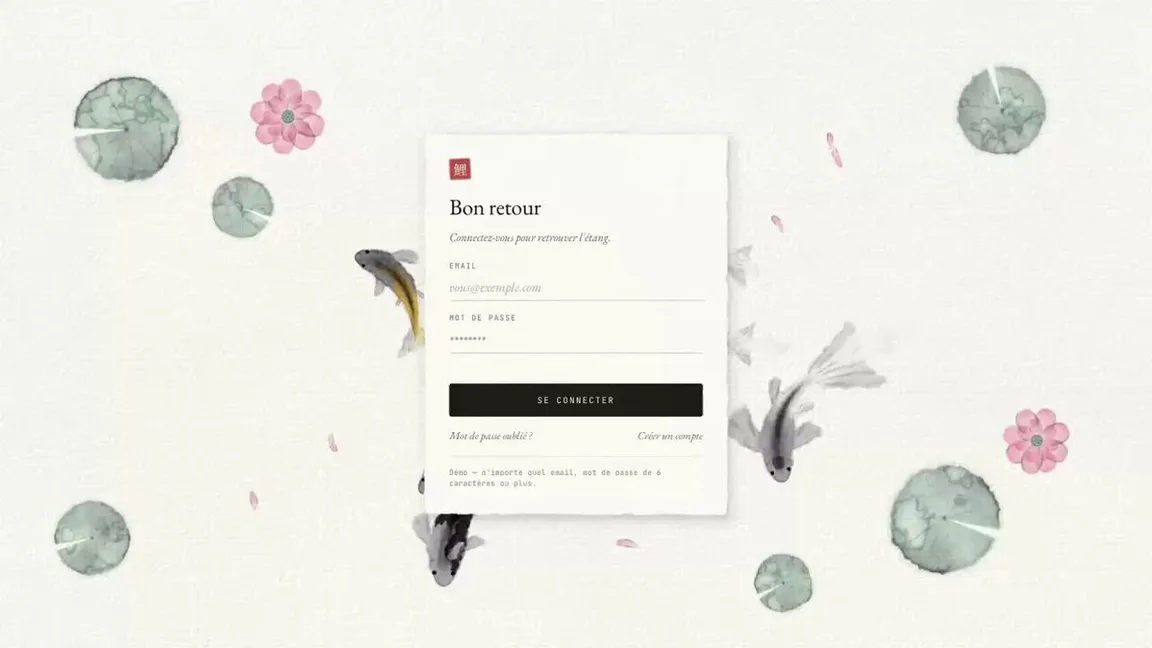 鯉
Bon retour
Connectez-vous pour retrouver l'étang.
EMAIL
vous@exemple.com
MOT DE PASSE
••••••••
SE CONNECTER
Mot de passe oublié ? Créer un compte
Démo — n'importe quel email, mot de passe de 6
caractères ou plus.